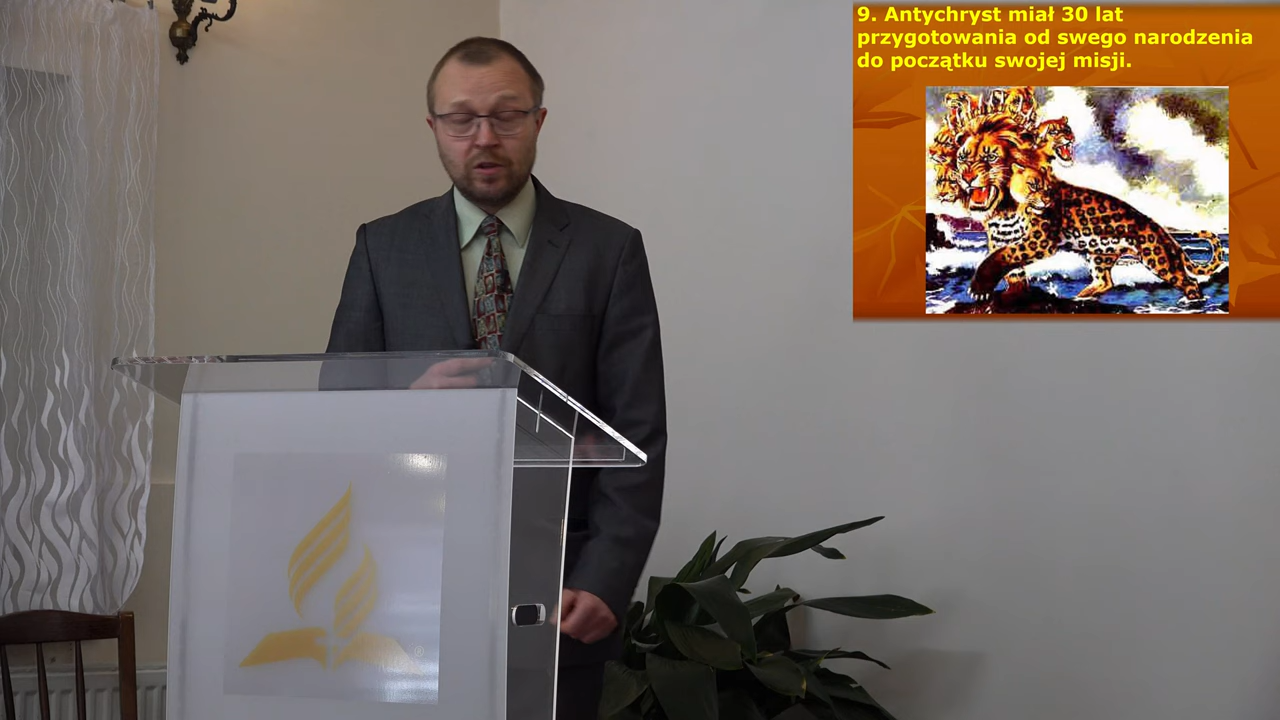 9. Antychryst miał 30 lat
przygotowania od swego narodzenia
do początku swojej misji.
®